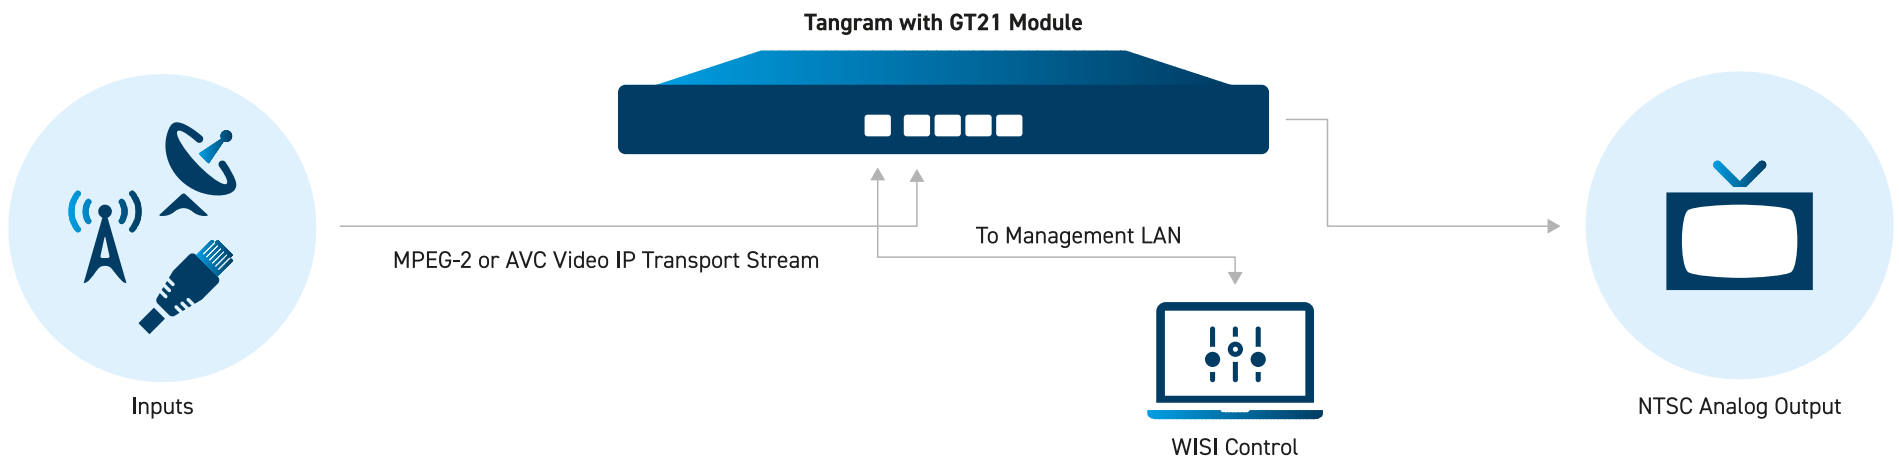 Tangram with GT21 Module
MPEG-2 or AVC Video IP Transport Stream
To Management LAN
Inputs
WISI Control
NTSC Analog Output